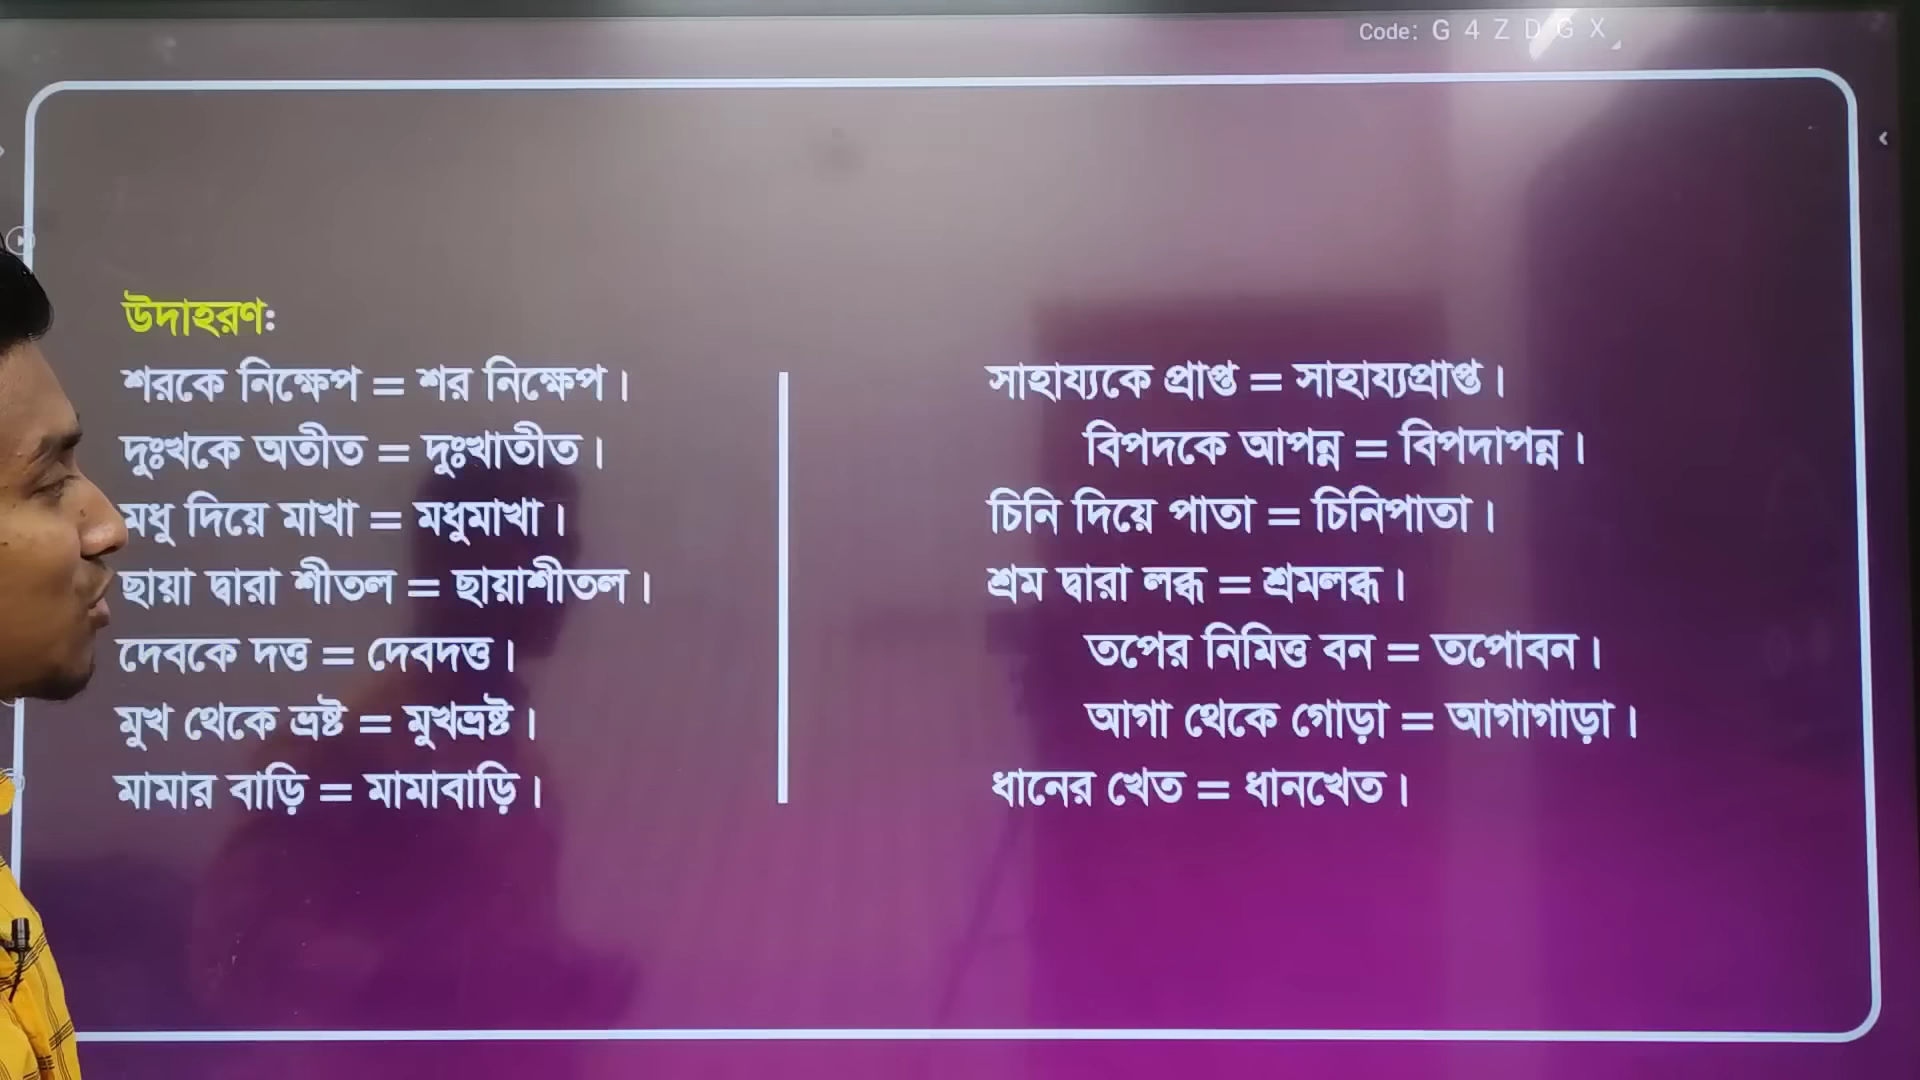 Code: G 4 Z D G X
উদাহরণঃ
শরকে নিক্ষেপ = শর নিক্ষেপ।
দুঃখকে অতীত = দুঃখাতীত।
মধু দিয়ে মাখা = মধুমাখা।
ছায়া দ্বারা শীতল = ছায়াশীতল।
দেবকে দত্ত = দেবদত্ত।
মুখ থেকে ভ্রষ্ট = মুখভ্রষ্ট।
মামার বাড়ি = মামাবাড়ি।
সাহায্যকে প্রাপ্ত = সাহায্যপ্রাপ্ত।
বিপদকে আপন্ন = বিপদাপন্ন।
চিনি দিয়ে পাতা = চিনিপাতা।
শ্রম দ্বারা লব্ধ = শ্রমলব্ধ।
তপের নিমিত্ত বন = তপোবন।
আগা থেকে গোড়া = আগাগাড়া।
ধানের খেত = ধানখেত।